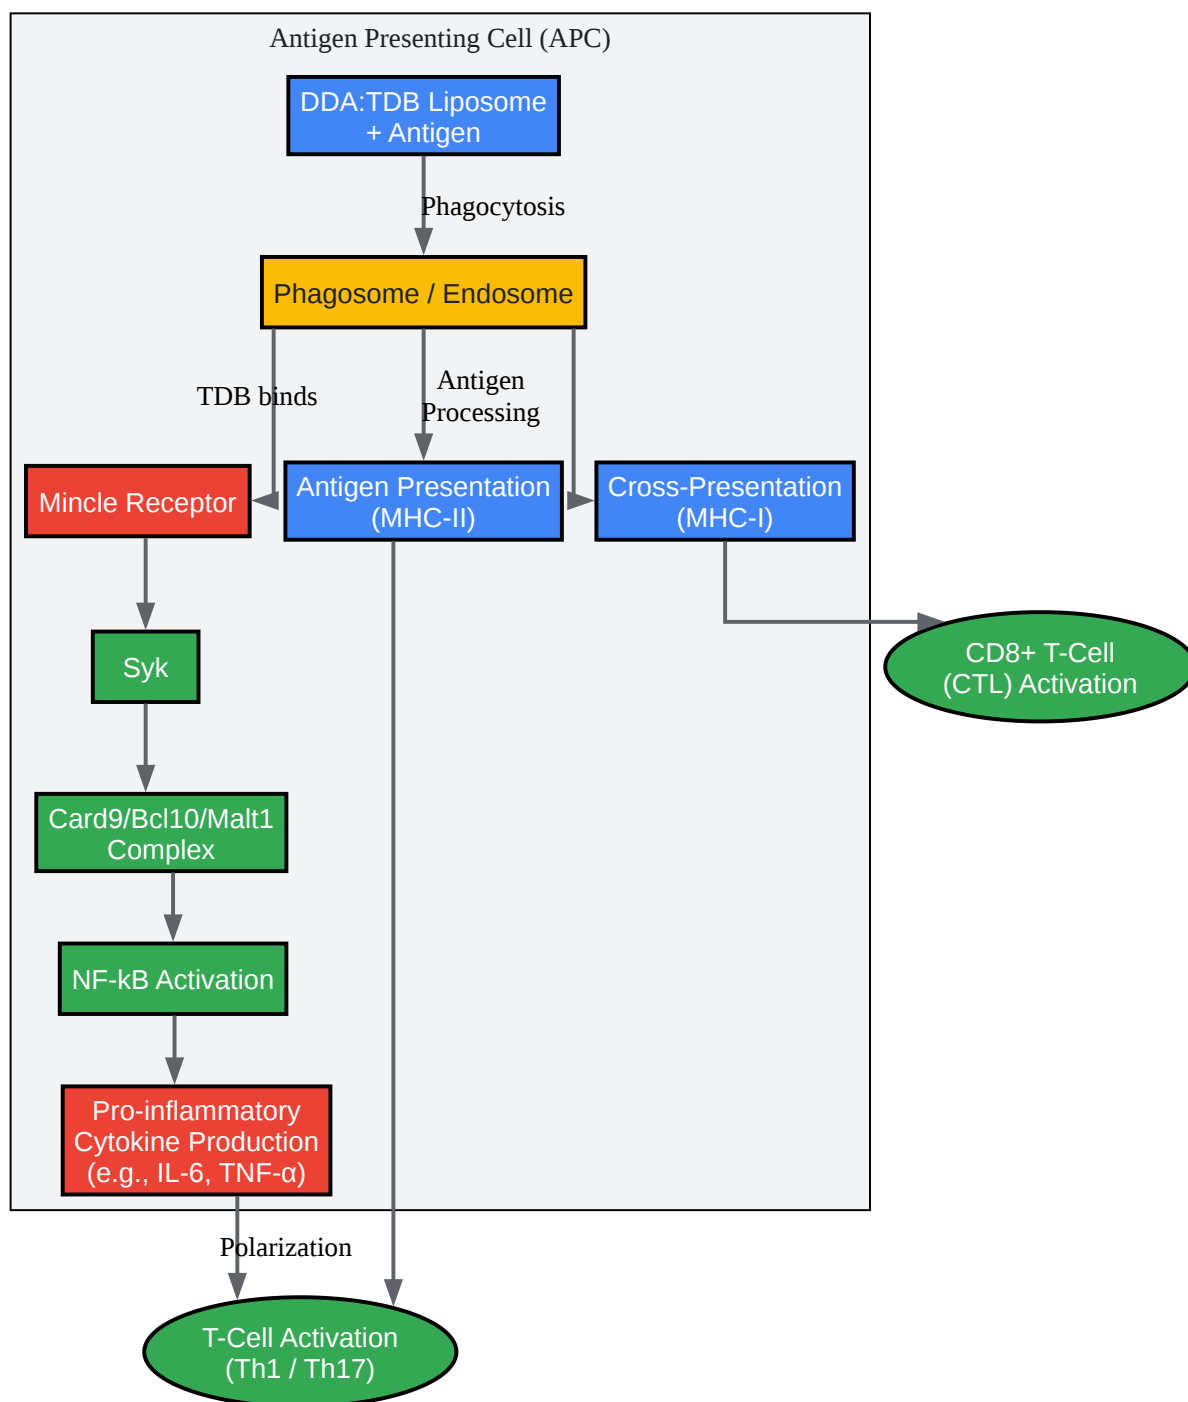 Antigen Presenting Cell (APC)
DDA:TDB Liposome
+ Antigen
Phagocytosis
Phagosome / Endosome
TDB binds
Antigen
Processing
Mincle Receptor
Antigen Presentation
(MHC-II)
Cross-Presentation
(MHC-I)
Syk
CD8+ T-Cell
(CTL) Activation
Card9/Bcl10/Malt1
Complex
NF-kB Activation
Pro-inflammatory
Cytokine Production
(e.g., IL-6, TNF-α)
Polarization
T-Cell Activation
(Th1 / Th17)